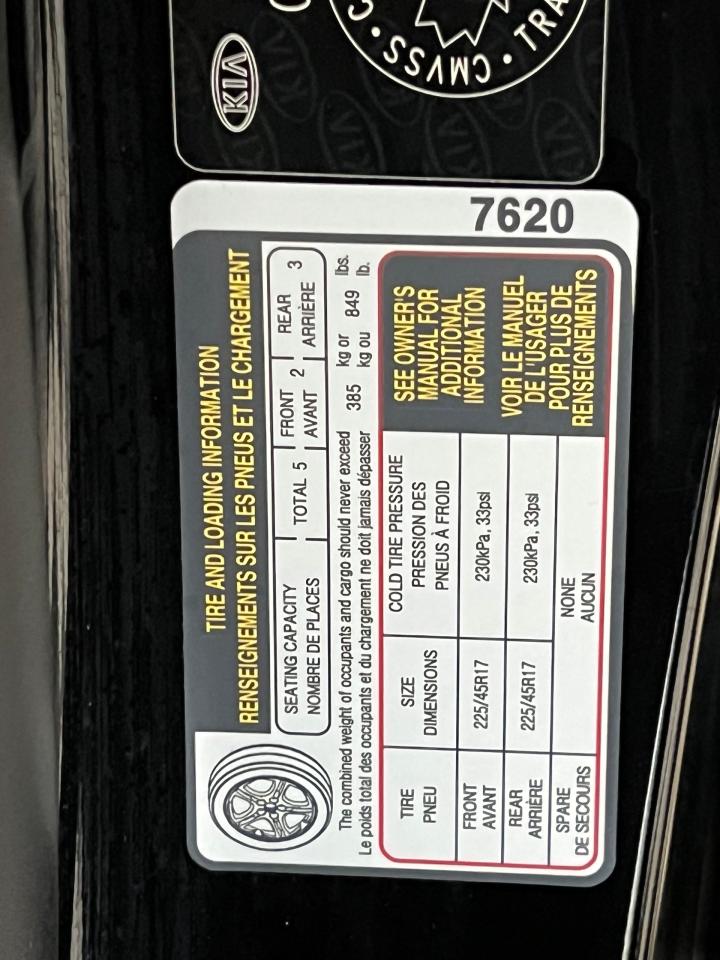 KIA
CMVSS • TRA
TIRE AND LOADING INFORMATION
RENSEIGNEMENTS SUR LES PNEUS ET LE CHARGEMENT
SEATING CAPACITY
NOMBRE DE PLACES
TOTAL 5
FRONT
AVANT 2
REAR
ARRIÈRE 3
The combined weight of occupants and cargo should never exceed 385 kg or 849 lbs.
Le poids total des occupants et du chargement ne doit jamais dépasser kg ou lb.
TIRE
PNEU
SIZE
DIMENSIONS
COLD TIRE PRESSURE
PRESSION DES
PNEUS À FROID
FRONT
AVANT
225/45R17
230kPa, 33psi
REAR
ARRIÈRE
225/45R17
230kPa, 33psi
SPARE
DE SECOURS
NONE
AUCUN
SEE OWNER'S
MANUAL FOR
ADDITIONAL
INFORMATION
VOIR LE MANUEL
DE L'USAGER
POUR PLUS DE
RENSEIGNEMENTS
7620